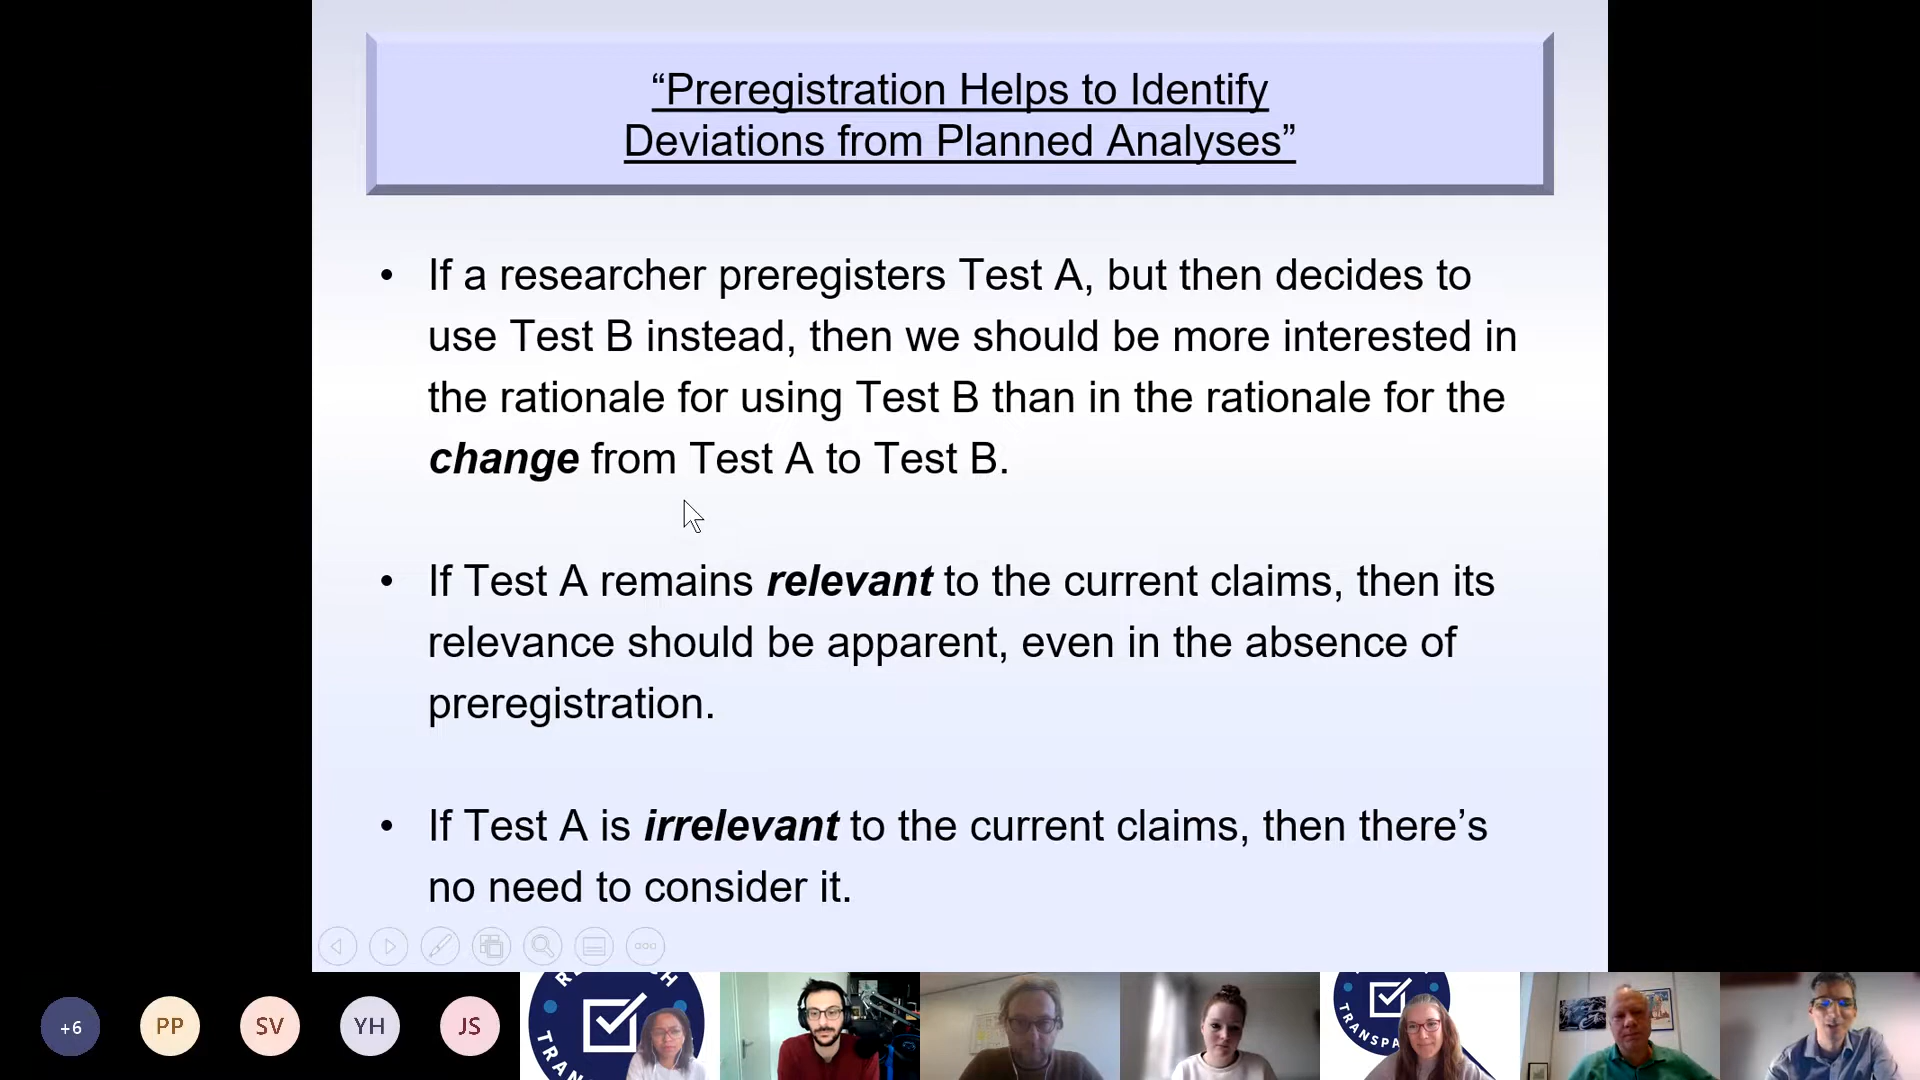 “Preregistration Helps to Identify
Deviations from Planned Analyses”
• If a researcher preregisters Test A, but then decides to
use Test B instead, then we should be more interested in
the rationale for using Test B than in the rationale for the
change from Test A to Test B.
• If Test A remains relevant to the current claims, then its
relevance should be apparent, even in the absence of
preregistration.
• If Test A is irrelevant to the current claims, then there’s
no need to consider it.
+6
PP
SV
YH
JS